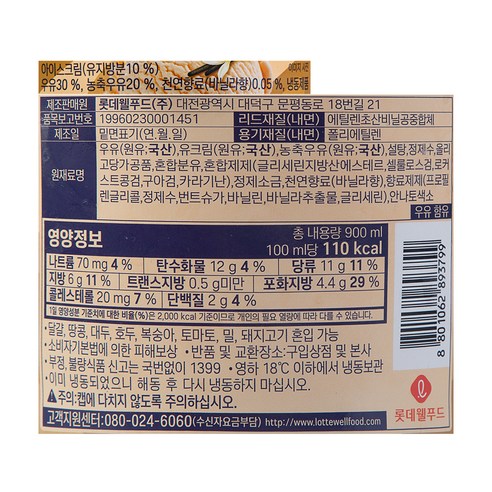 아이스크림(유지방분 10 %)
우유30 %, 농축우유20 %, 천연향료(바닐라향)0.05 %, 냉동제품
제조판매원 롯데웰푸드(주) 대전광역시 대덕구 문평동로 18번길 21
품목보고번호 19960230001451 리드재질(내면) 에틸렌초산비닐공중합체
제조일 밑면표기(연.월.일) 용기재질(내면) 폴리에틸렌
원재료명
우유(원유:국산),유크림(원유:국산),농축우유(원유:국산),설탕,정제수,올리
고당가공품,혼합분유,혼합제제(글리세린지방산에스테르,셀룰로스검,로커
스트콩검,구아검,카라기난),정제소금,천연향료(바닐라향),향료제제(프로필
렌글리콜,정제수,번트슈가,바닐린,바닐라추출물,글리세린),안나토색소
우유 함유
영양정보
총 내용량 900 ml
100 ml당 110 kcal
나트륨 70 mg 4 % 탄수화물 12 g 4 % 당류 11 g 11 %
지방 6 g 11 % 트랜스지방 0.5 g미만 포화지방 4.4 g 29 %
콜레스테롤 20 mg 7 % 단백질 2 g 4 %
1일 영양성분 기준치에 대한 비율(%)은 2,000 kcal 기준이므로 개인의 필요 열량에 따라 다를 수 있습니다.
• 달걀, 땅콩, 대두, 호두, 복숭아, 토마토, 밀, 돼지고기 혼입 가능
• 소비자기본법에 의한 피해보상 • 반품 및 교환장소:구입상점 및 본사
• 부정, 불량식품 신고는 국번없이 1399 • 영하 18℃ 이하에서 냉동보관
• 이미 냉동되었으니 해동 후 다시 냉동하지 마십시오.
⚠주의:캡에 다치지 않도록 주의하십시오.
고객지원센터:080-024-6060(수신자요금부담) http://www.lottewellfood.com
8 801062 893799
롯데웰푸드